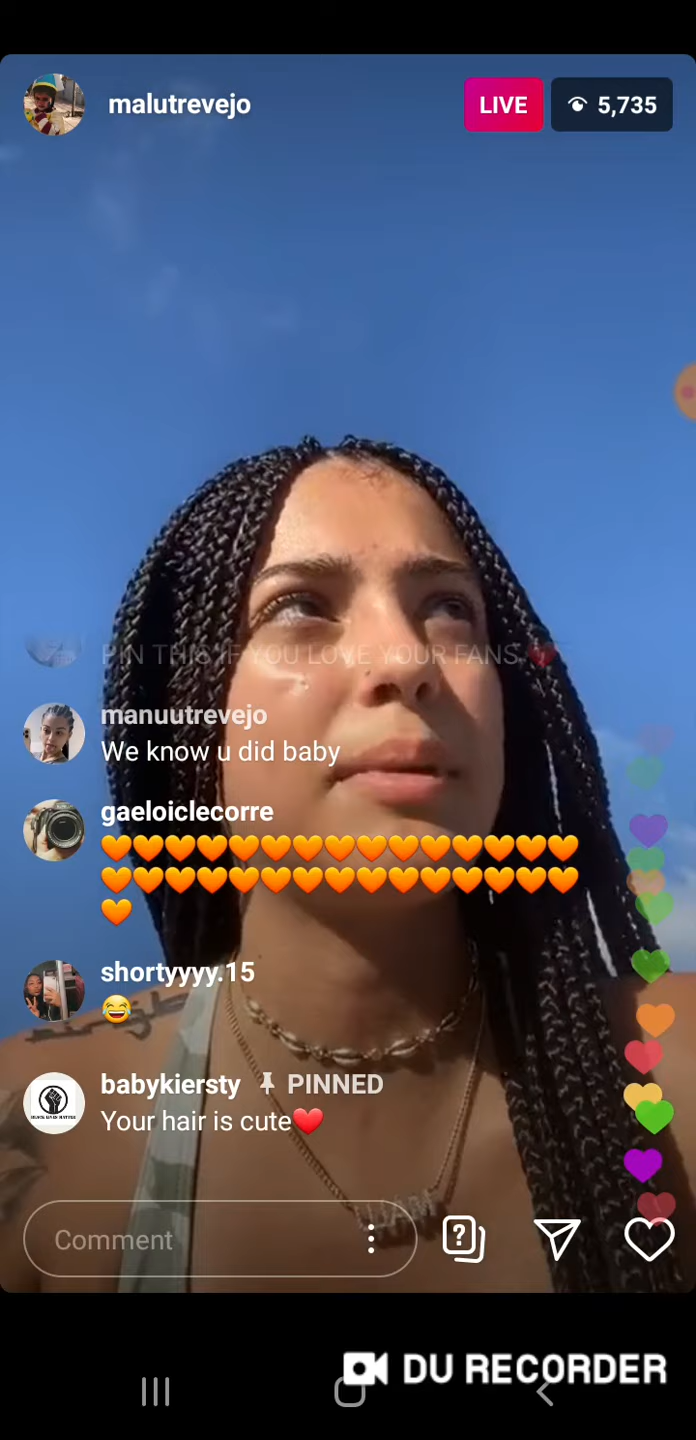 malutrevejo
LIVE
5,735
PIN THIS IF YOU LOVE YOUR FANS ❤️
manuutrevejo
We know u did baby
gaeloiclecorre
🧡🧡🧡🧡🧡🧡🧡🧡🧡🧡🧡🧡🧡🧡🧡
🧡🧡🧡🧡🧡🧡🧡🧡🧡🧡🧡🧡🧡🧡🧡
🧡
shortyyyy.15
😂
babykiersty PINNED
Your hair is cute❤️
Comment
DU RECORDER